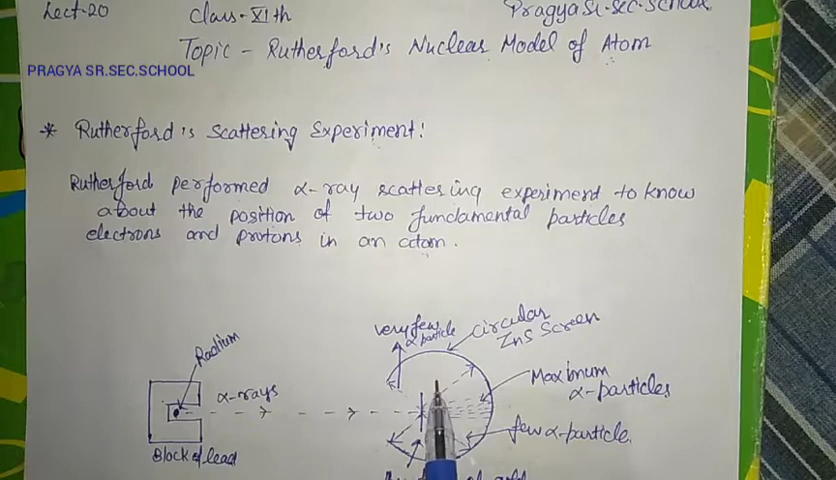 Lect-20 Class-XIth Pragya Sr. Sec. School
Topic - Rutherford's Nuclear Model of Atom
PRAGYA SR.SEC.SCHOOL
* Rutherford's Scattering Experiment:
Rutherford performed α-ray scattering experiment to know
about the position of two fundamental particles
electrons and protons in an atom.
very few
α particle
circular
ZnS Screen
Radium
Maximum
α-particles
α-rays
few α-particle
Block of lead